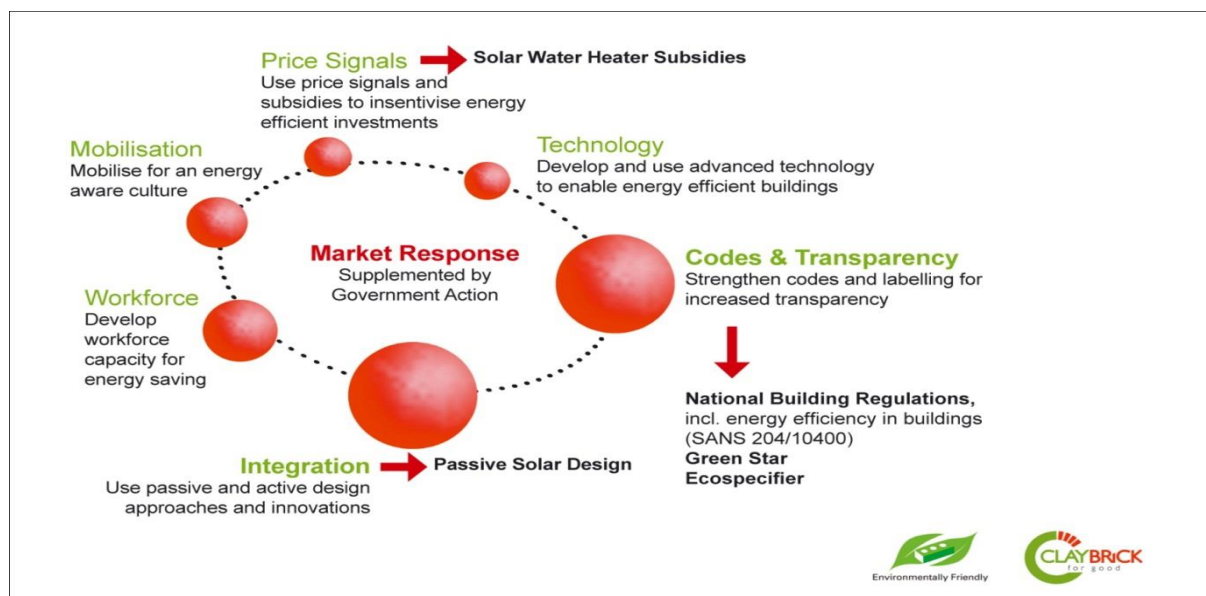 Price Signals
Solar Water Heater Subsidies
Use price signals and
subsidies to insentivise energy
efficient investments
Mobilisation
Mobilise for an energy
aware culture
Technology
Develop and use advanced technology
to enable energy efficient buildings
Market Response
Supplemented by
Government Action
Codes & Transparency
Strengthen codes and labelling for
increased transparency
Workforce
Develop
workforce
capacity for
energy saving
National Building Regulations,
incl. energy efficiency in buildings
(SANS 204/10400)
Green Star
Ecospecifier
Integration
Passive Solar Design
Use passive and active design
approaches and innovations
Environmentally Friendly
CLAYBRiCK
for good